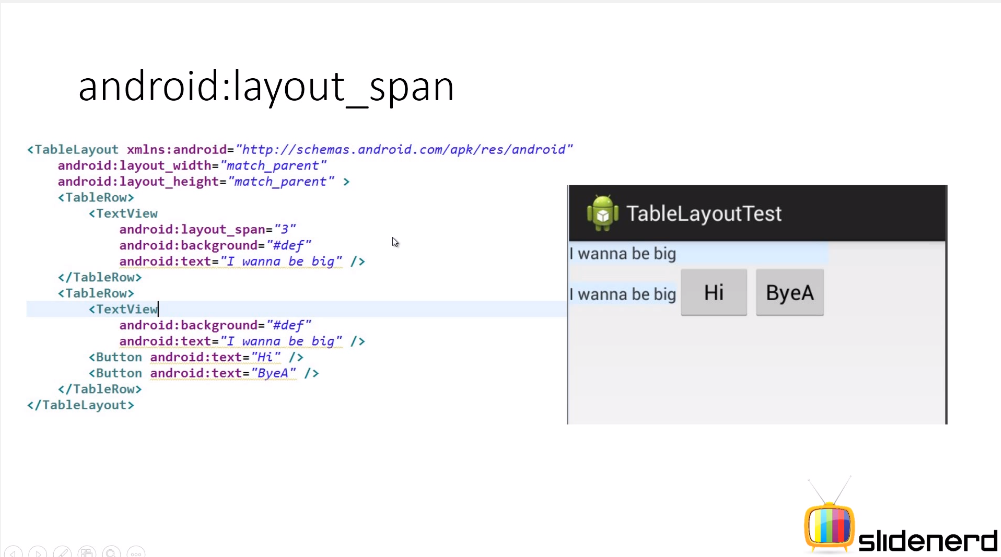 android:layout_span
<TableLayout xmlns:android="http://schemas.android.com/apk/res/android"
android:layout_width="match_parent"
android:layout_height="match_parent" >
<TableRow>
<TextView
android:layout_span="3"
android:background="#def"
android:text="I wanna be big" />
</TableRow>
<TableRow>
<TextView
android:background="#def"
android:text="I wanna be big" />
<Button android:text="Hi" />
<Button android:text="ByeA" />
</TableRow>
</TableLayout>
TableLayoutTest
I wanna be big
I wanna be big Hi ByeA
slidenerd